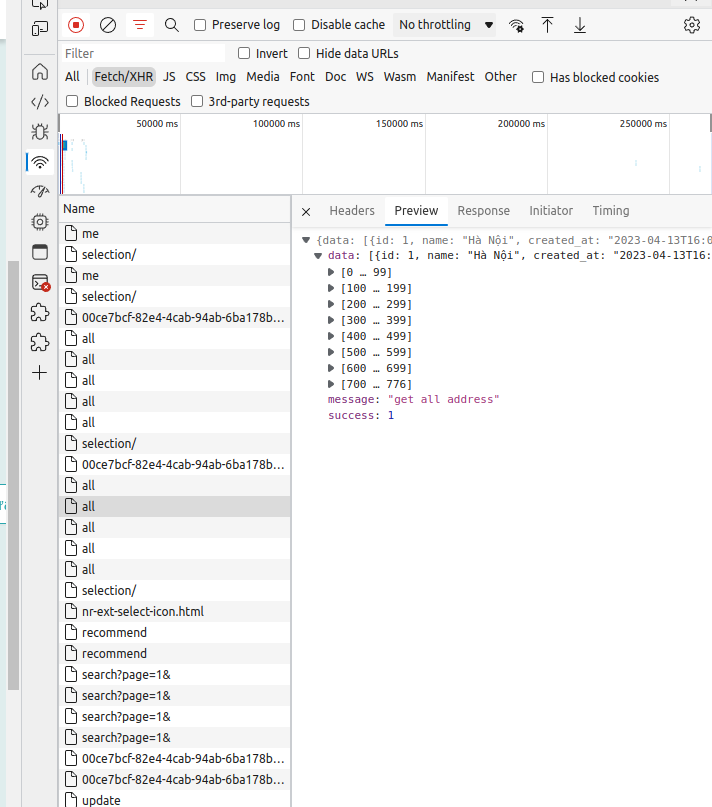 Preserve log Disable cache No throttling
Filter Invert Hide data URLs
All Fetch/XHR JS CSS Img Media Font Doc WS Wasm Manifest Other Has blocked cookies
Blocked Requests 3rd-party requests
50000 ms 100000 ms 150000 ms 200000 ms 250000 ms
Name
Headers Preview Response Initiator Timing
me
selection/
me
selection/
00ce7bcf-82e4-4cab-94ab-6ba178b...
all
all
all
all
all
selection/
00ce7bcf-82e4-4cab-94ab-6ba178b...
all
all
all
all
all
selection/
nr-ext-select-icon.html
recommend
recommend
search?page=1&
search?page=1&
search?page=1&
search?page=1&
00ce7bcf-82e4-4cab-94ab-6ba178b...
00ce7bcf-82e4-4cab-94ab-6ba178b...
update
{data: [{id: 1, name: "Hà Nội", created_at: "2023-04-13T16:0
data: [{id: 1, name: "Hà Nội", created_at: "2023-04-13T16:
[0 … 99]
[100 … 199]
[200 … 299]
[300 … 399]
[400 … 499]
[500 … 599]
[600 … 699]
[700 … 776]
message: "get all address"
success: 1